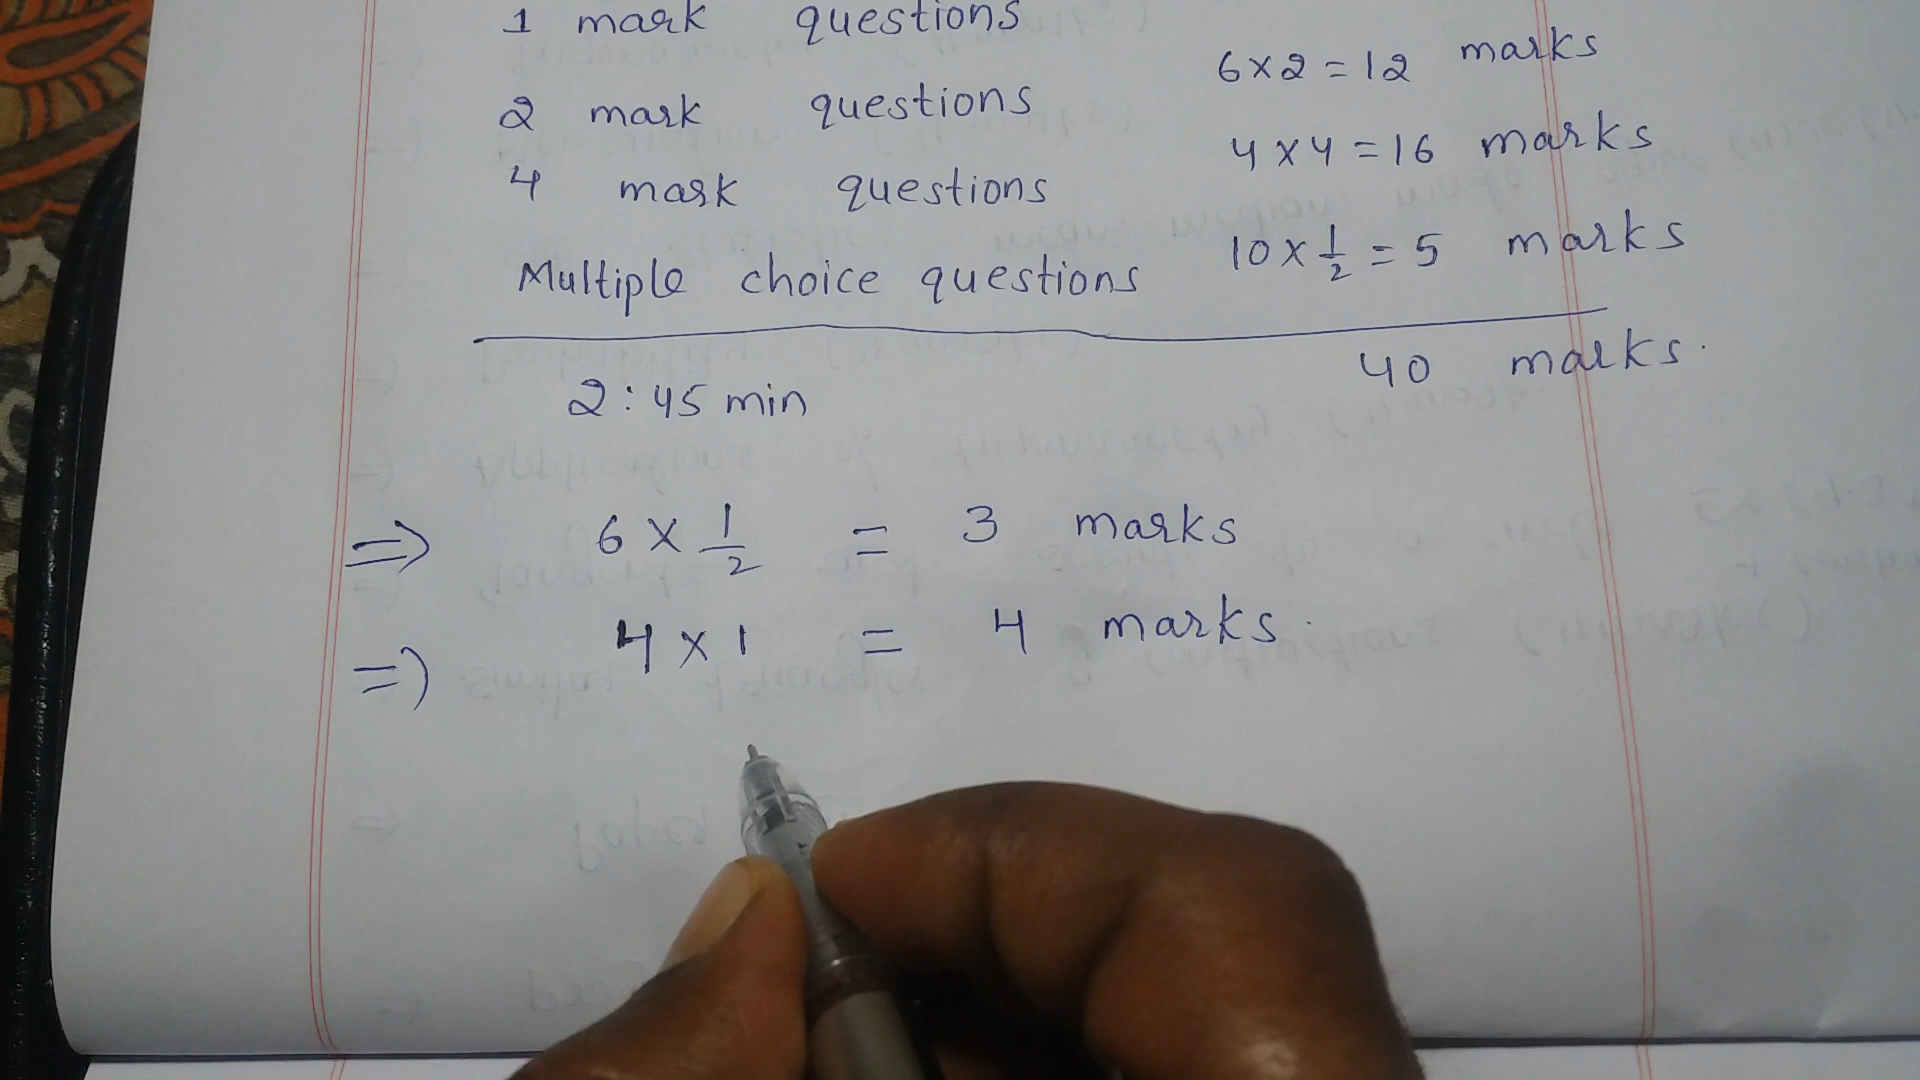 1 mark questions
2 mark questions 6 x 2 = 12 marks
4 mark questions 4 x 4 = 16 marks
Multiple choice questions 10 x 1/2 = 5 marks
40 marks.
2 : 45 min
⇒ 6 x 1/2 = 3 marks
⇒ 4 x 1 = 4 marks.